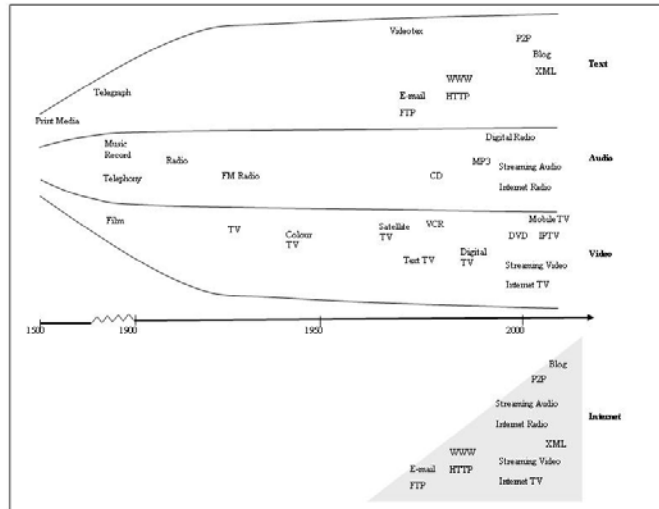 Videotex
P2P
Blog
XML
Text
Telegraph
WWW
E-mail HTTP
FTP
Print Media
Digital Radio
Music
Record
Radio
MP3
Audio
Telephony
FM Radio
CD
Streaming Audio
Internet Radio
Film
TV
Colour
TV
Satellite
TV
VCR
Mobile TV
DVD IPTV
Text TV
Digital
TV
Video
Streaming Video
Internet TV
1500 1900 1950 2000
Blog
P2P
Streaming Audio
Internet
Internet Radio
XML
WWW
HTTP
Streaming Video
E-mail
FTP
Internet TV